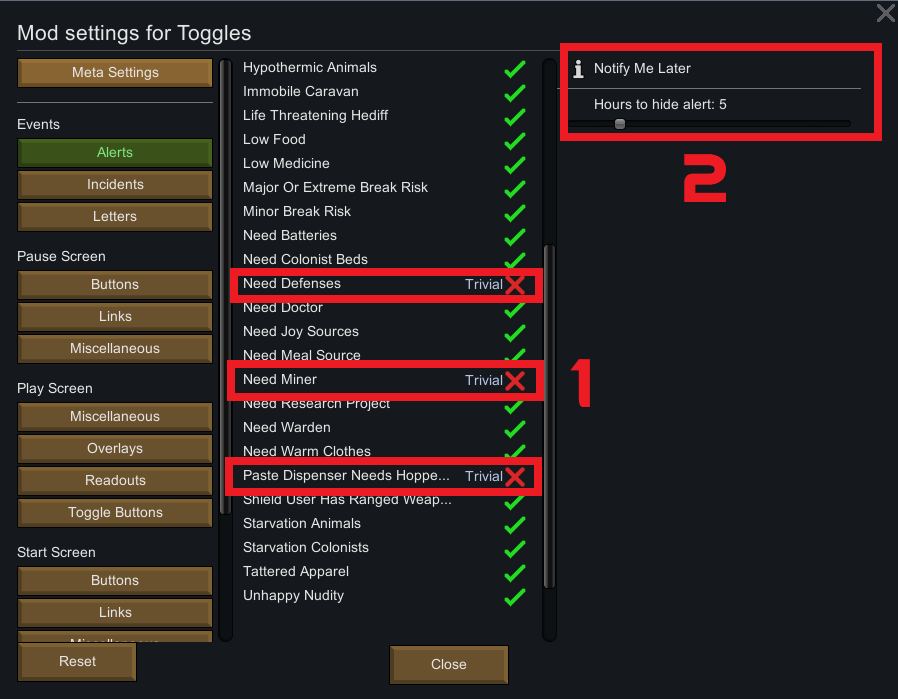 Mod settings for Toggles
Meta Settings
Events
Alerts
Incidents
Letters
Pause Screen
Buttons
Links
Miscellaneous
Play Screen
Miscellaneous
Overlays
Readouts
Toggle Buttons
Start Screen
Buttons
Links
Miscellaneous
Reset
Hypothermic Animals
Immobile Caravan
Life Threatening Hediff
Low Food
Low Medicine
Major Or Extreme Break Risk
Minor Break Risk
Need Batteries
Need Colonist Beds
Need Defenses Trivial
Need Doctor
Need Joy Sources
Need Meal Source
Need Miner Trivial
Need Research Project
Need Warden
Need Warm Clothes
Paste Dispenser Needs Hoppe... Trivial
Shield User Has Ranged Weap...
Starvation Animals
Starvation Colonists
Tattered Apparel
Unhappy Nudity
1
Close
Notify Me Later
Hours to hide alert: 5
2